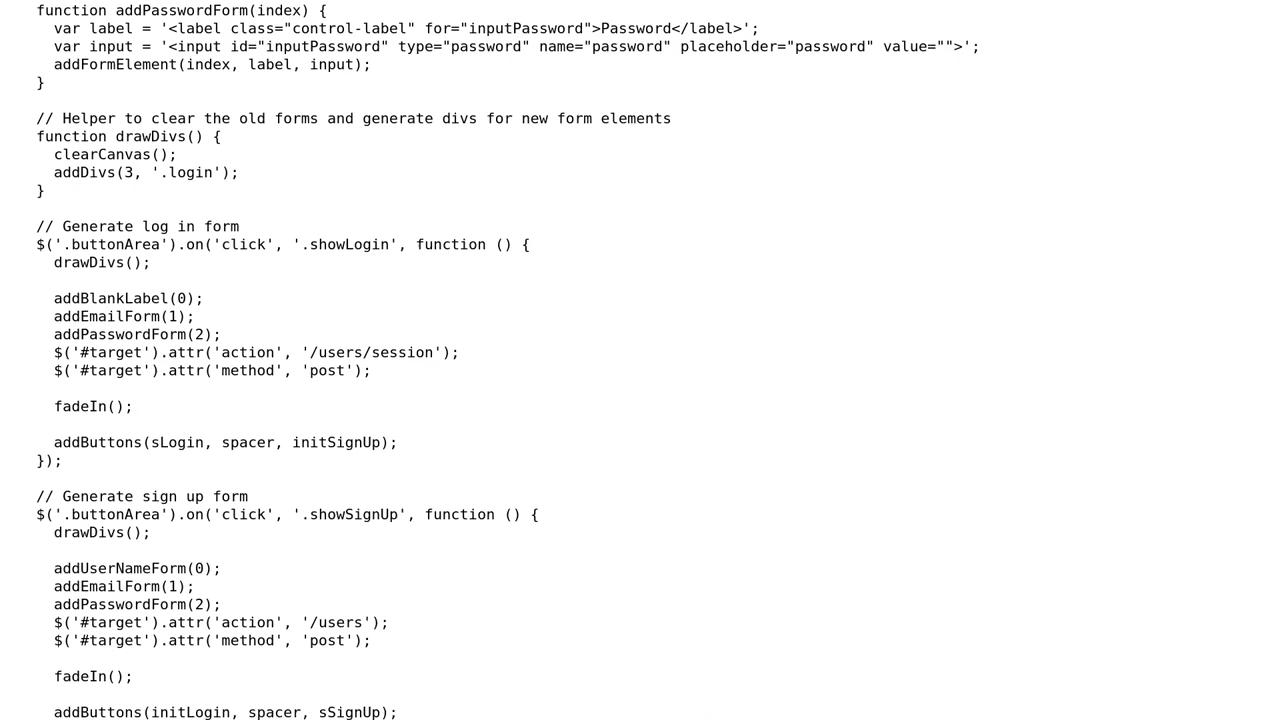 function addPasswordForm(index) {
  var label = '<label class="control-label" for="inputPassword">Password</label>';
  var input = '<input id="inputPassword" type="password" name="password" placeholder="password" value="">';
  addFormElement(index, label, input);
}

// Helper to clear the old forms and generate divs for new form elements
function drawDivs() {
  clearCanvas();
  addDivs(3, '.login');
}

// Generate log in form
$('.buttonArea').on('click', '.showLogin', function () {
  drawDivs();

  addBlankLabel(0);
  addEmailForm(1);
  addPasswordForm(2);
  $('#target').attr('action', '/users/session');
  $('#target').attr('method', 'post');

  fadeIn();

  addButtons(sLogin, spacer, initSignUp);
});

// Generate sign up form
$('.buttonArea').on('click', '.showSignUp', function () {
  drawDivs();

  addUserNameForm(0);
  addEmailForm(1);
  addPasswordForm(2);
  $('#target').attr('action', '/users');
  $('#target').attr('method', 'post');

  fadeIn();

  addButtons(initLogin, spacer, sSignUp);